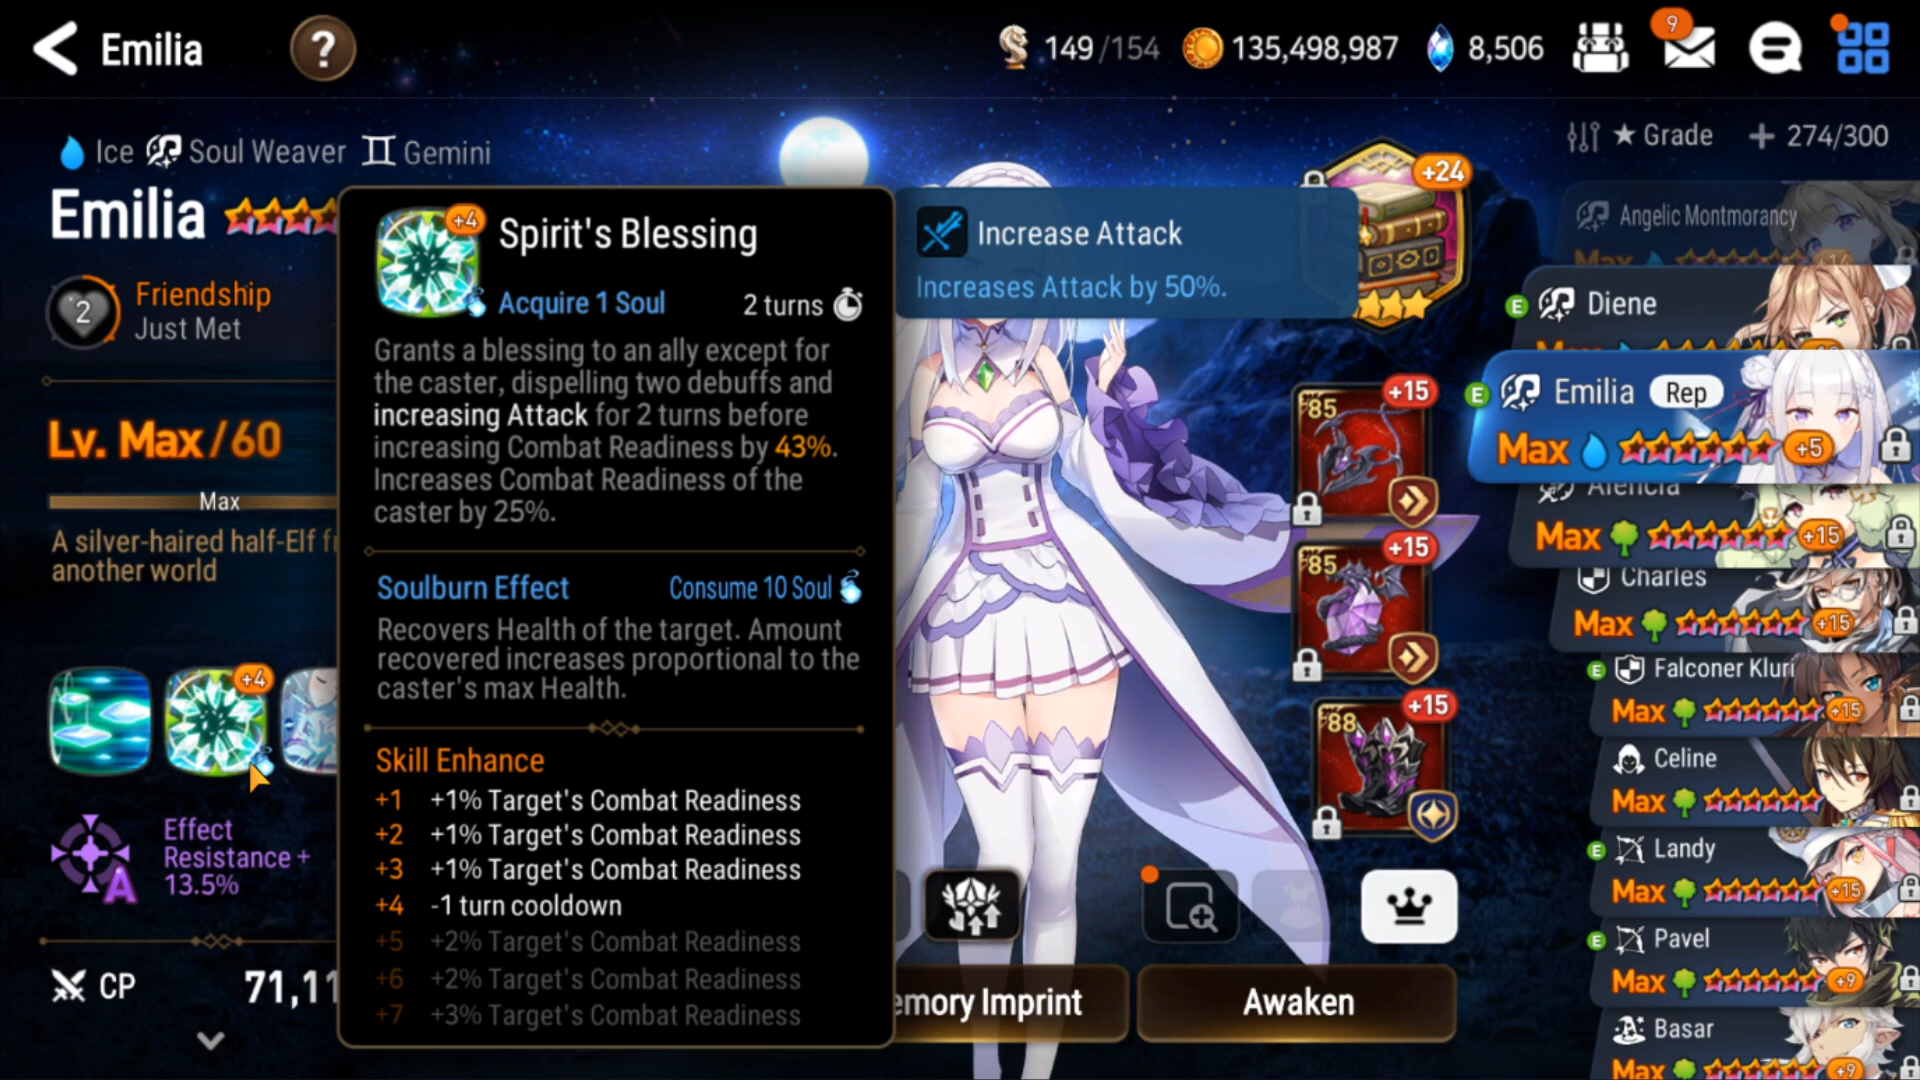 Emilia
?
149/154
135,498,987
8,506
9
Ice Soul Weaver Gemini
Emilia
2
Friendship
Just Met
Lv. Max/60
Max
A silver-haired half-Elf
another world
+4
Effect
Resistance +
13.5%
A
CP
71,11
+4
Spirit's Blessing
Acquire 1 Soul
2 turns
Grants a blessing to an ally except for
the caster, dispelling two debuffs and
increasing Attack for 2 turns before
increasing Combat Readiness by 43%.
Increases Combat Readiness of the
caster by 25%.
Soulburn Effect
Consume 10 Soul
Recovers Health of the target. Amount
recovered increases proportional to the
caster's max Health.
Skill Enhance
+1 +1% Target's Combat Readiness
+2 +1% Target's Combat Readiness
+3 +1% Target's Combat Readiness
+4 -1 turn cooldown
+5 +2% Target's Combat Readiness
+6 +2% Target's Combat Readiness
+7 +3% Target's Combat Readiness
Increase Attack
Increases Attack by 50%.
+24
85
+15
85
+15
88
+15
emory Imprint
Awaken
Grade
+ 274/300
Angelic Montmorancy
Max
E
Diene
Max
E
Emilia
Rep
Max
+5
Alencia
Max
+15
Charles
Max
+15
E
Falconer Kluri
Max
+15
Celine
Max
E
Landy
Max
+15
E
Pavel
Max
+9
Basar
Max
+9